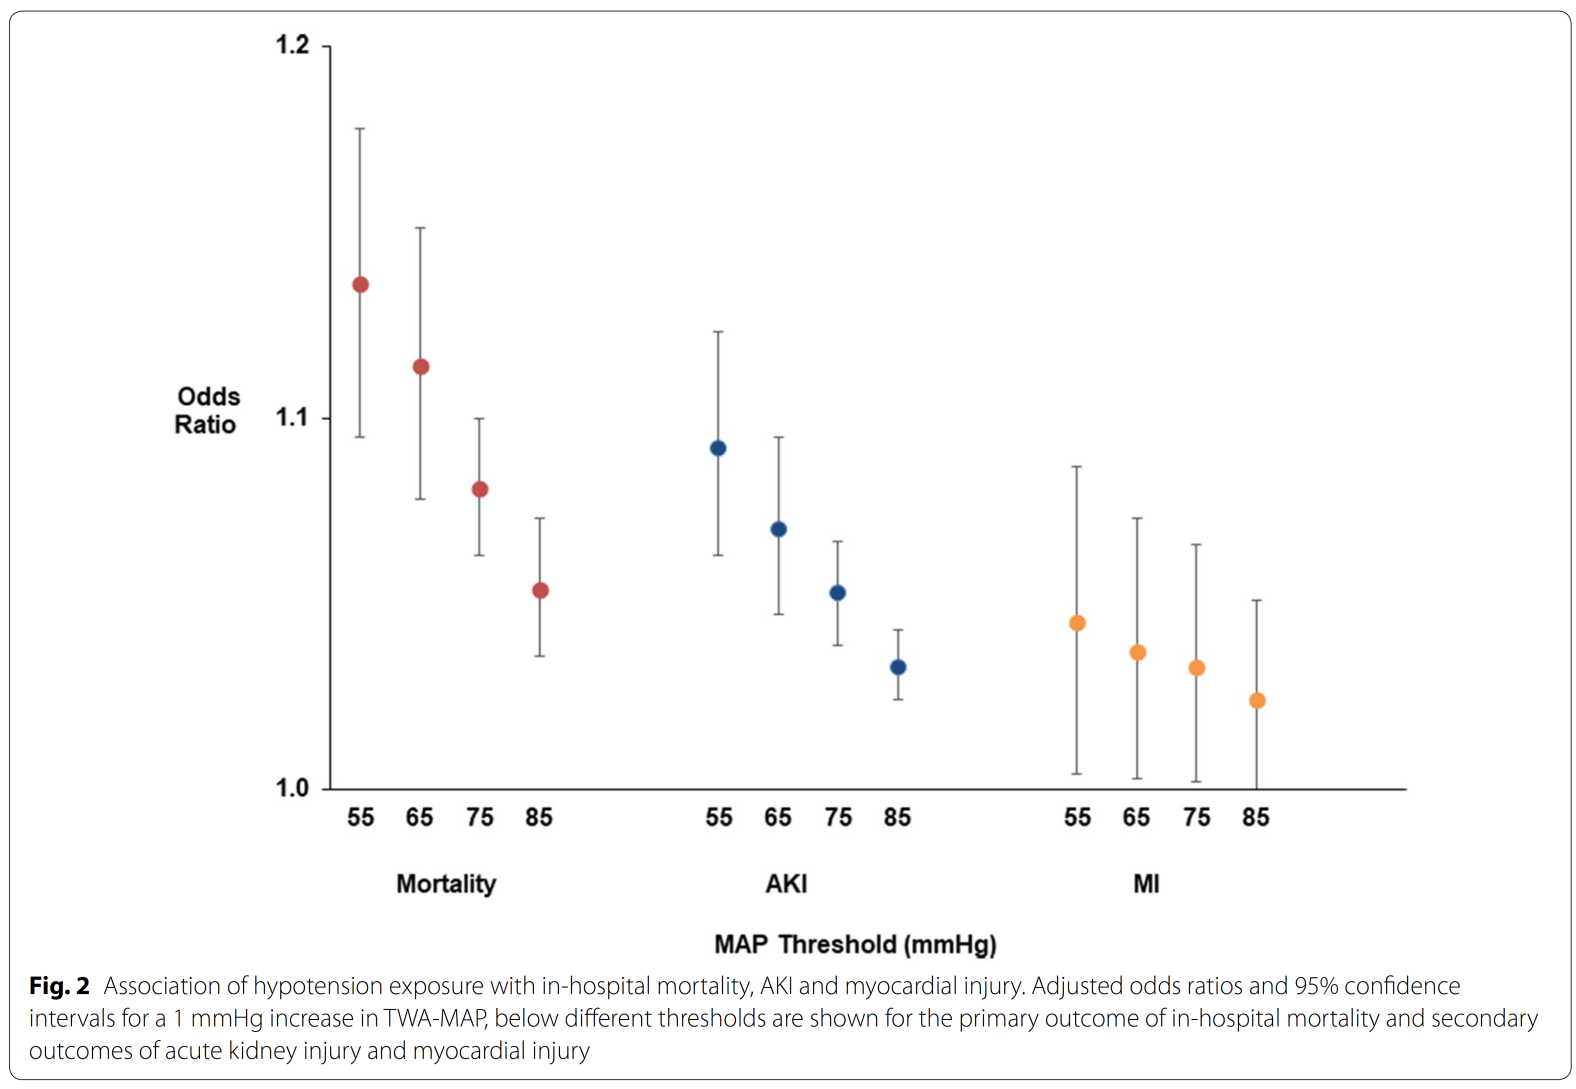 1.2
Odds
Ratio
1.1
1.0
55 65 75 85 55 65 75 85 55 65 75 85
Mortality AKI MI
MAP Threshold (mmHg)
Fig. 2 Association of hypotension exposure with in-hospital mortality, AKI and myocardial injury. Adjusted odds ratios and 95% confidence
intervals for a 1 mmHg increase in TWA-MAP, below different thresholds are shown for the primary outcome of in-hospital mortality and secondary
outcomes of acute kidney injury and myocardial injury